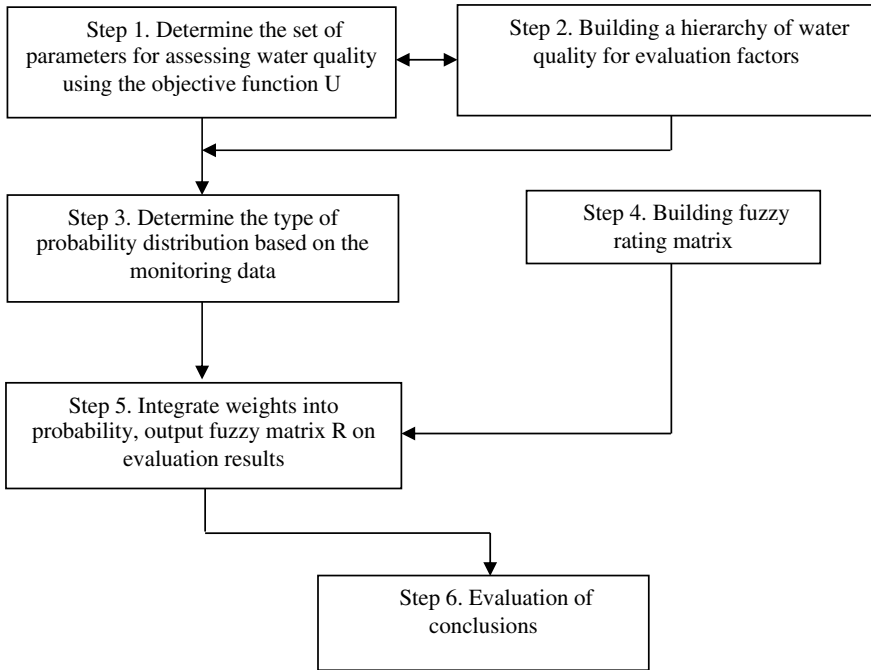 Step 1. Determine the set of
parameters for assessing water quality
using the objective function U
Step 2. Building a hierarchy of water
quality for evaluation factors
Step 3. Determine the type of
probability distribution based on the
monitoring data
Step 4. Building fuzzy
rating matrix
Step 5. Integrate weights into
probability, output fuzzy matrix R on
evaluation results
Step 6. Evaluation of
conclusions